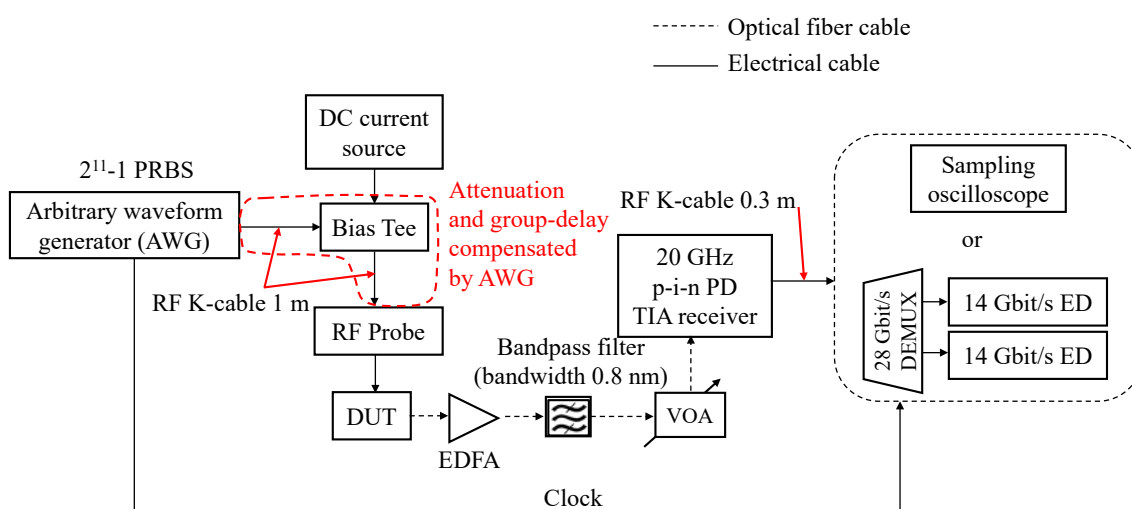 Optical fiber cable
Electrical cable
DC current
source
2¹¹-1 PRBS
Arbitrary waveform
generator (AWG)
Bias Tee
Attenuation
and group-delay
compensated
by AWG
RF K-cable 1 m
RF Probe
DUT
EDFA
Bandpass filter
(bandwidth 0.8 nm)
VOA
20 GHz
p-i-n PD
TIA receiver
RF K-cable 0.3 m
Sampling
oscilloscope
or
28 Gbit/s
DEMUX
14 Gbit/s ED
14 Gbit/s ED
Clock